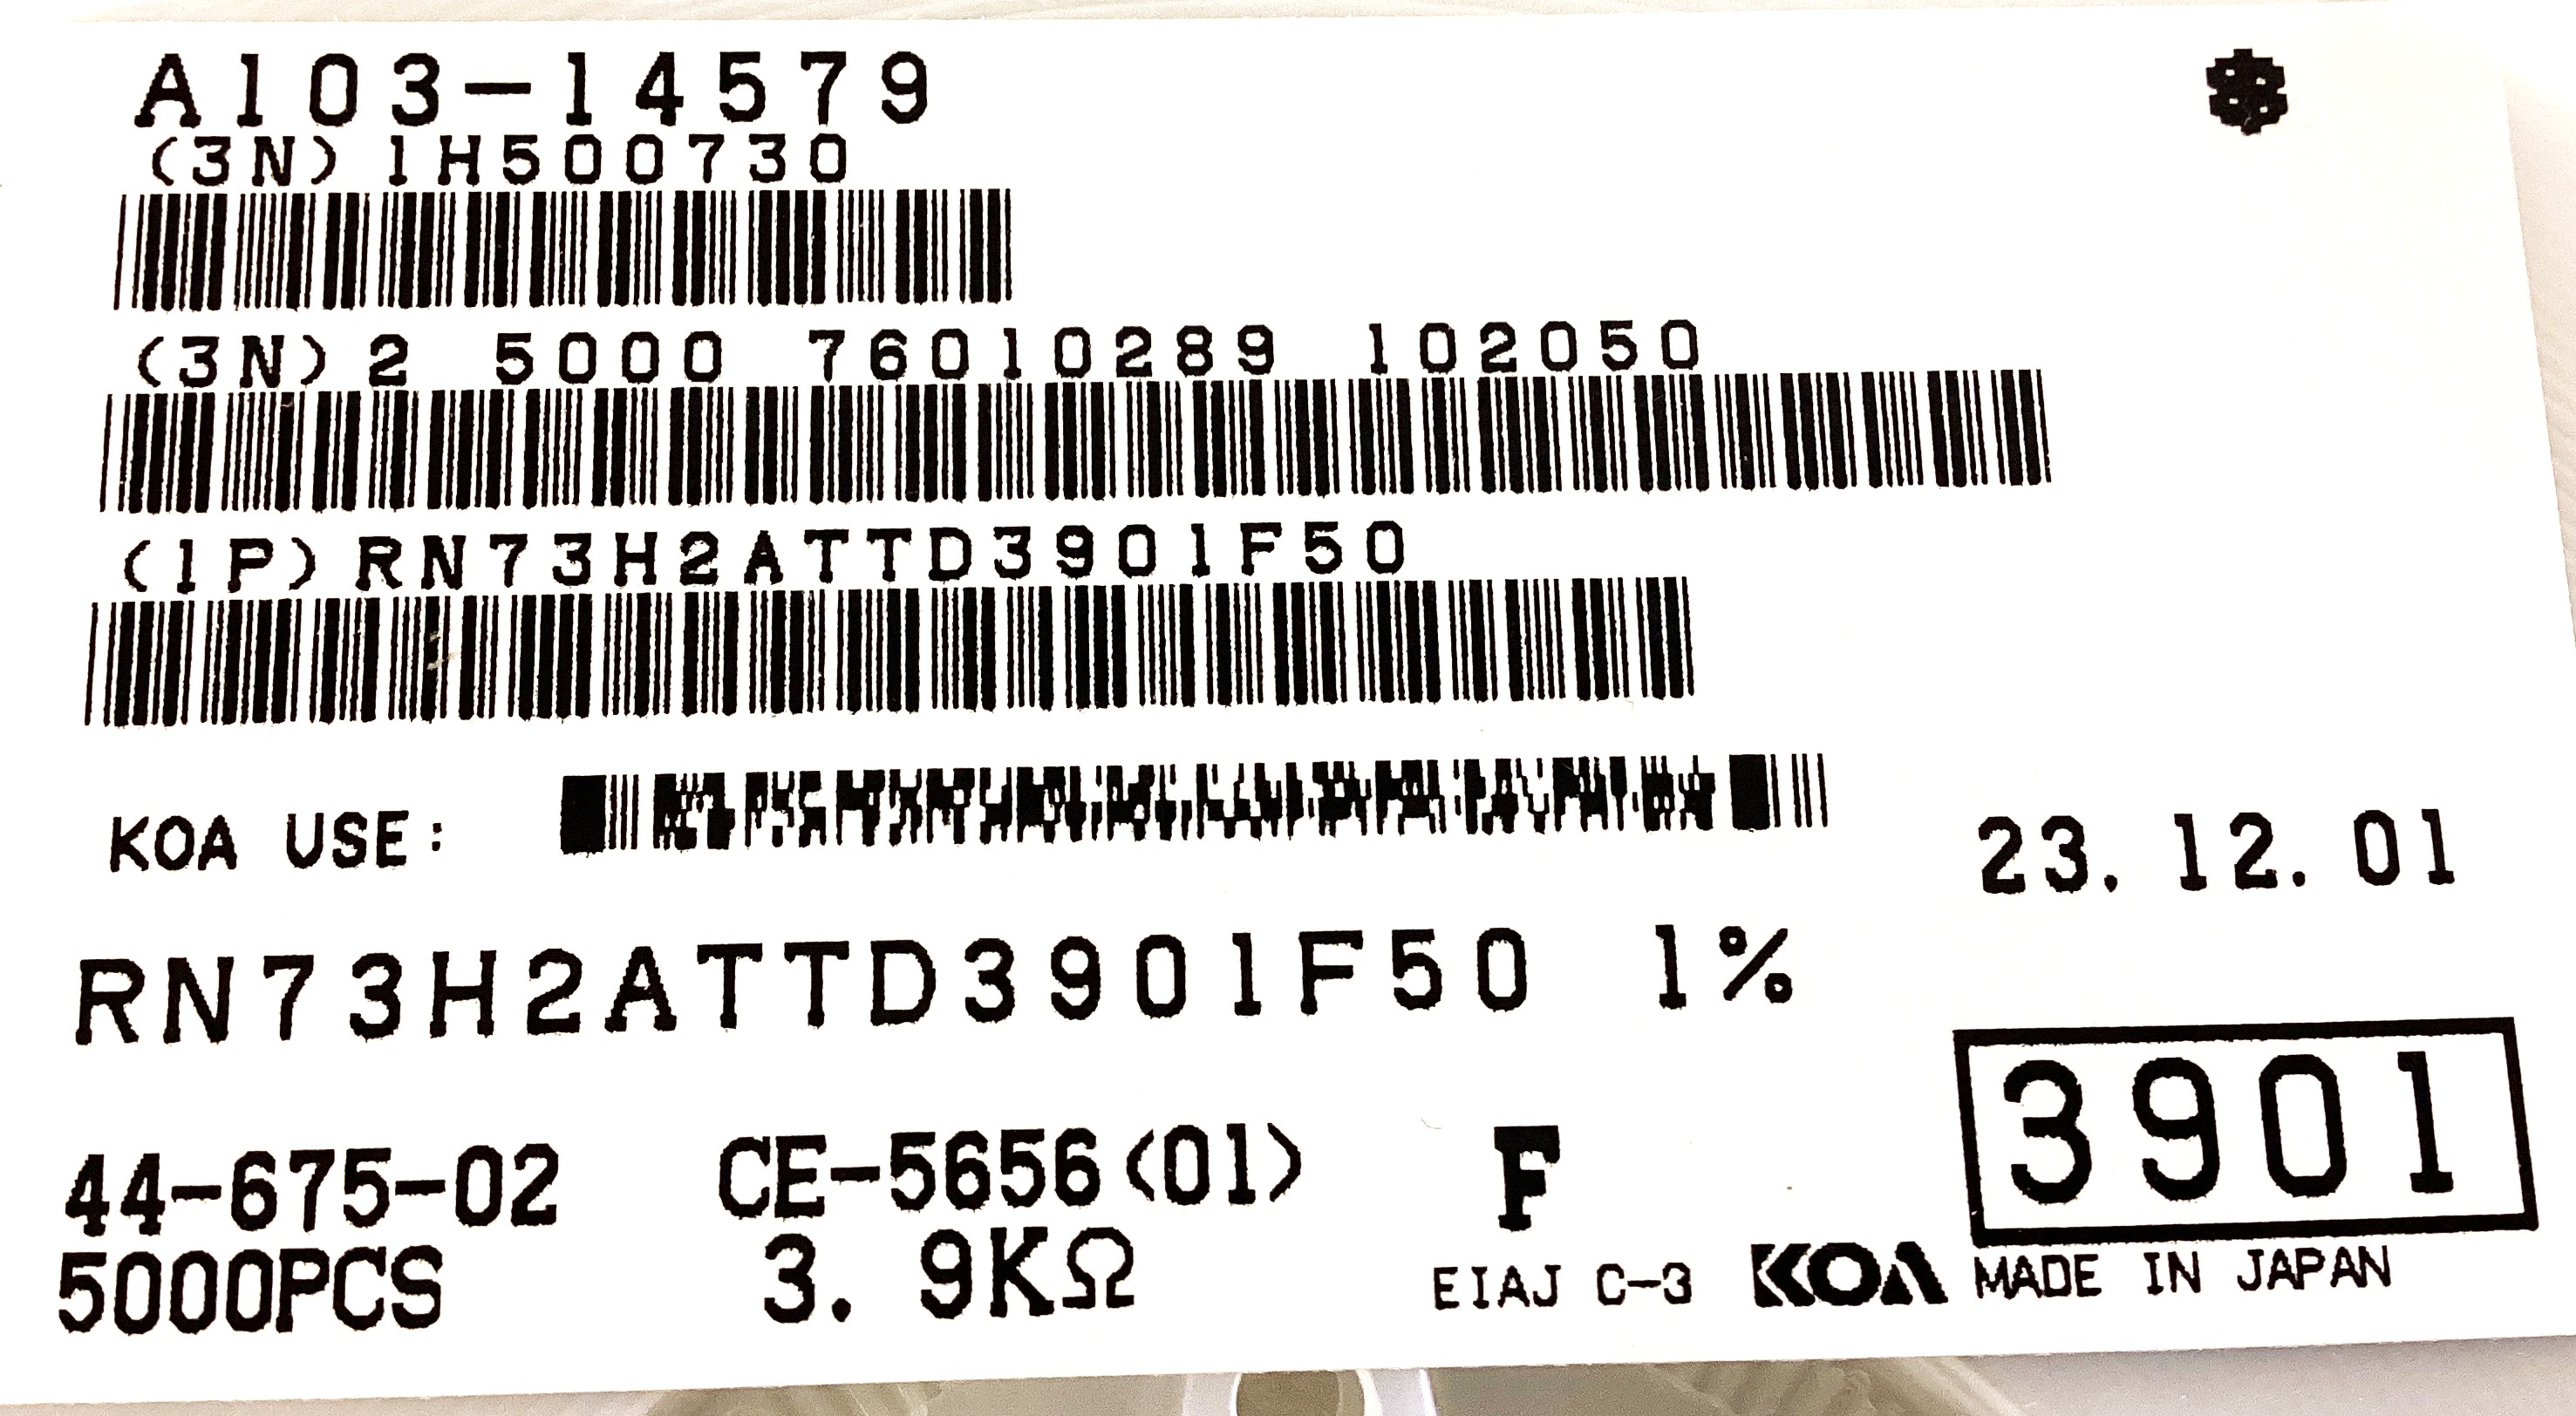 A103-14579
(3N)1H500730
(3N)2 5000 76010289 102050
(1P)RN73H2ATTD3901F50
KOA USE:
23.12.01
RN73H2ATTD3901F50 1%
3901
44-675-02 CE-5656(01) F
5000PCS 3.9KΩ EIAJ C-3 KOA MADE IN JAPAN